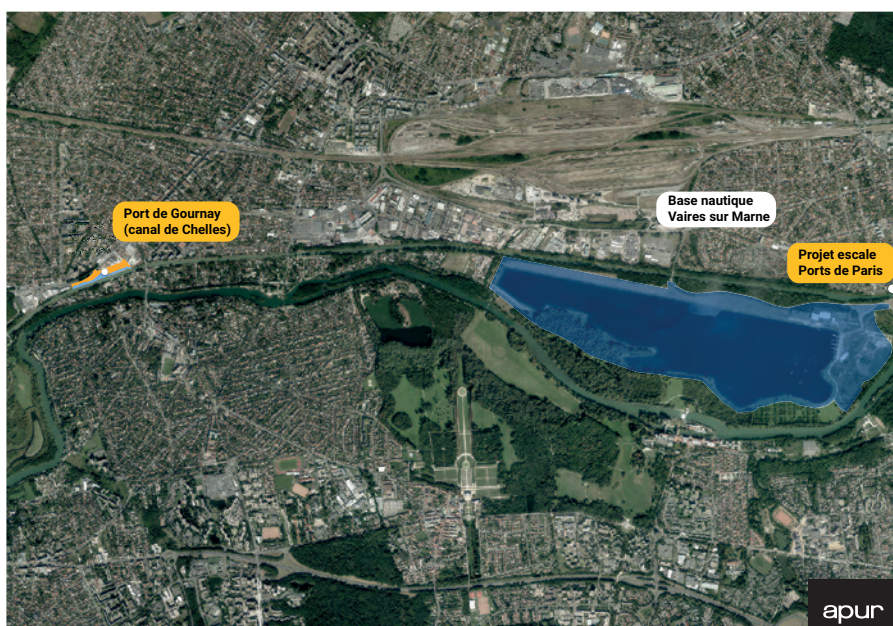 Port de Gournay
(canal de Chelles)
Base nautique
Vaires sur Marne
Projet escale
Ports de Paris
apur